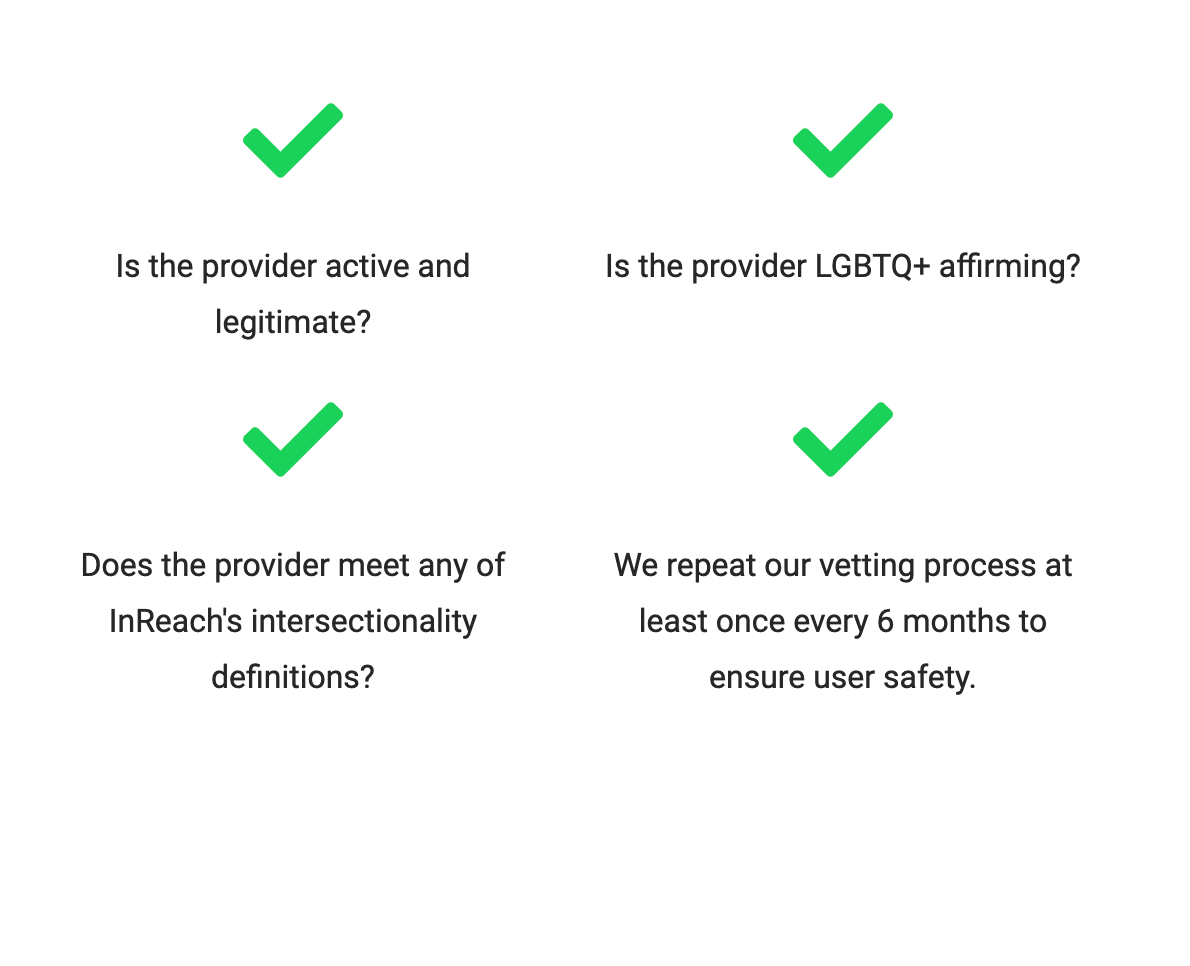 Is the provider active and
legitimate?
Is the provider LGBTQ+ affirming?
Does the provider meet any of
InReach's intersectionality
definitions?
We repeat our vetting process at
least once every 6 months to
ensure user safety.